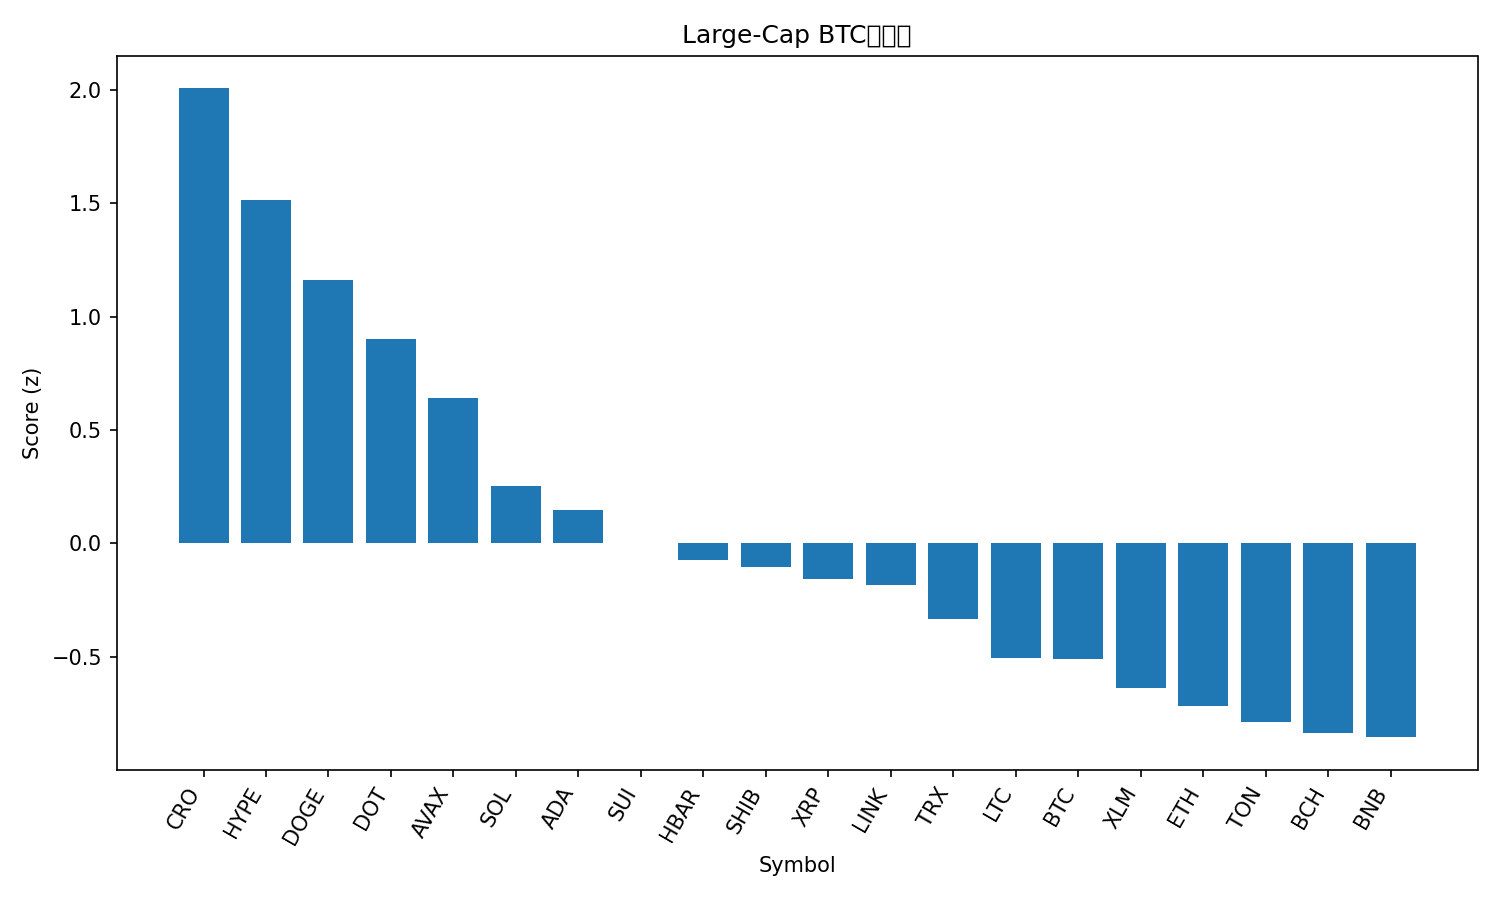 Large-Cap BTC
2.0
1.5
1.0
0.5
0.0
−0.5
Score (z)
CRO
HYPE
DOGE
DOT
AVAX
SOL
ADA
SUI
HBAR
SHIB
XRP
LINK
TRX
LTC
BTC
XLM
ETH
TON
BCH
BNB
Symbol